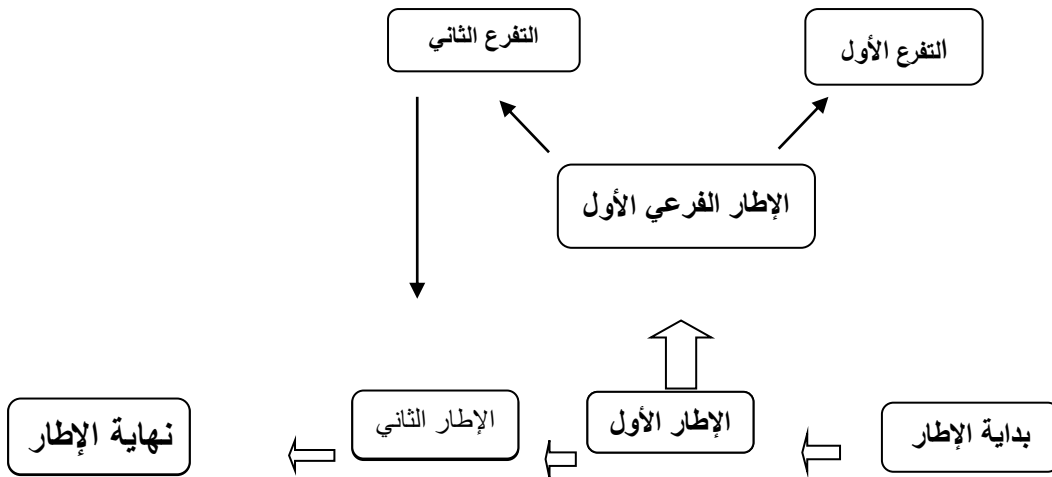 التفرع الأول
التفرع الثاني
الإطار الفرعي الأول
بداية الإطار
الإطار الأول
الإطار الثاني
نهاية الإطار